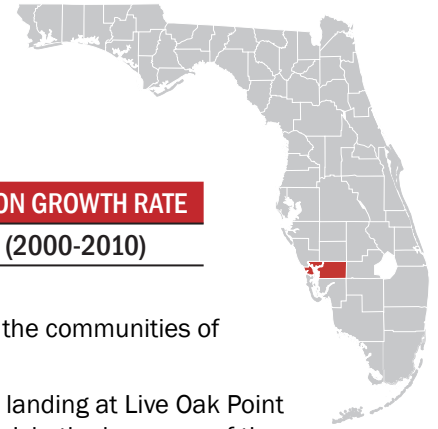 ON GROWTH RATE
(2000-2010)
the communities of
landing at Live Oak Point